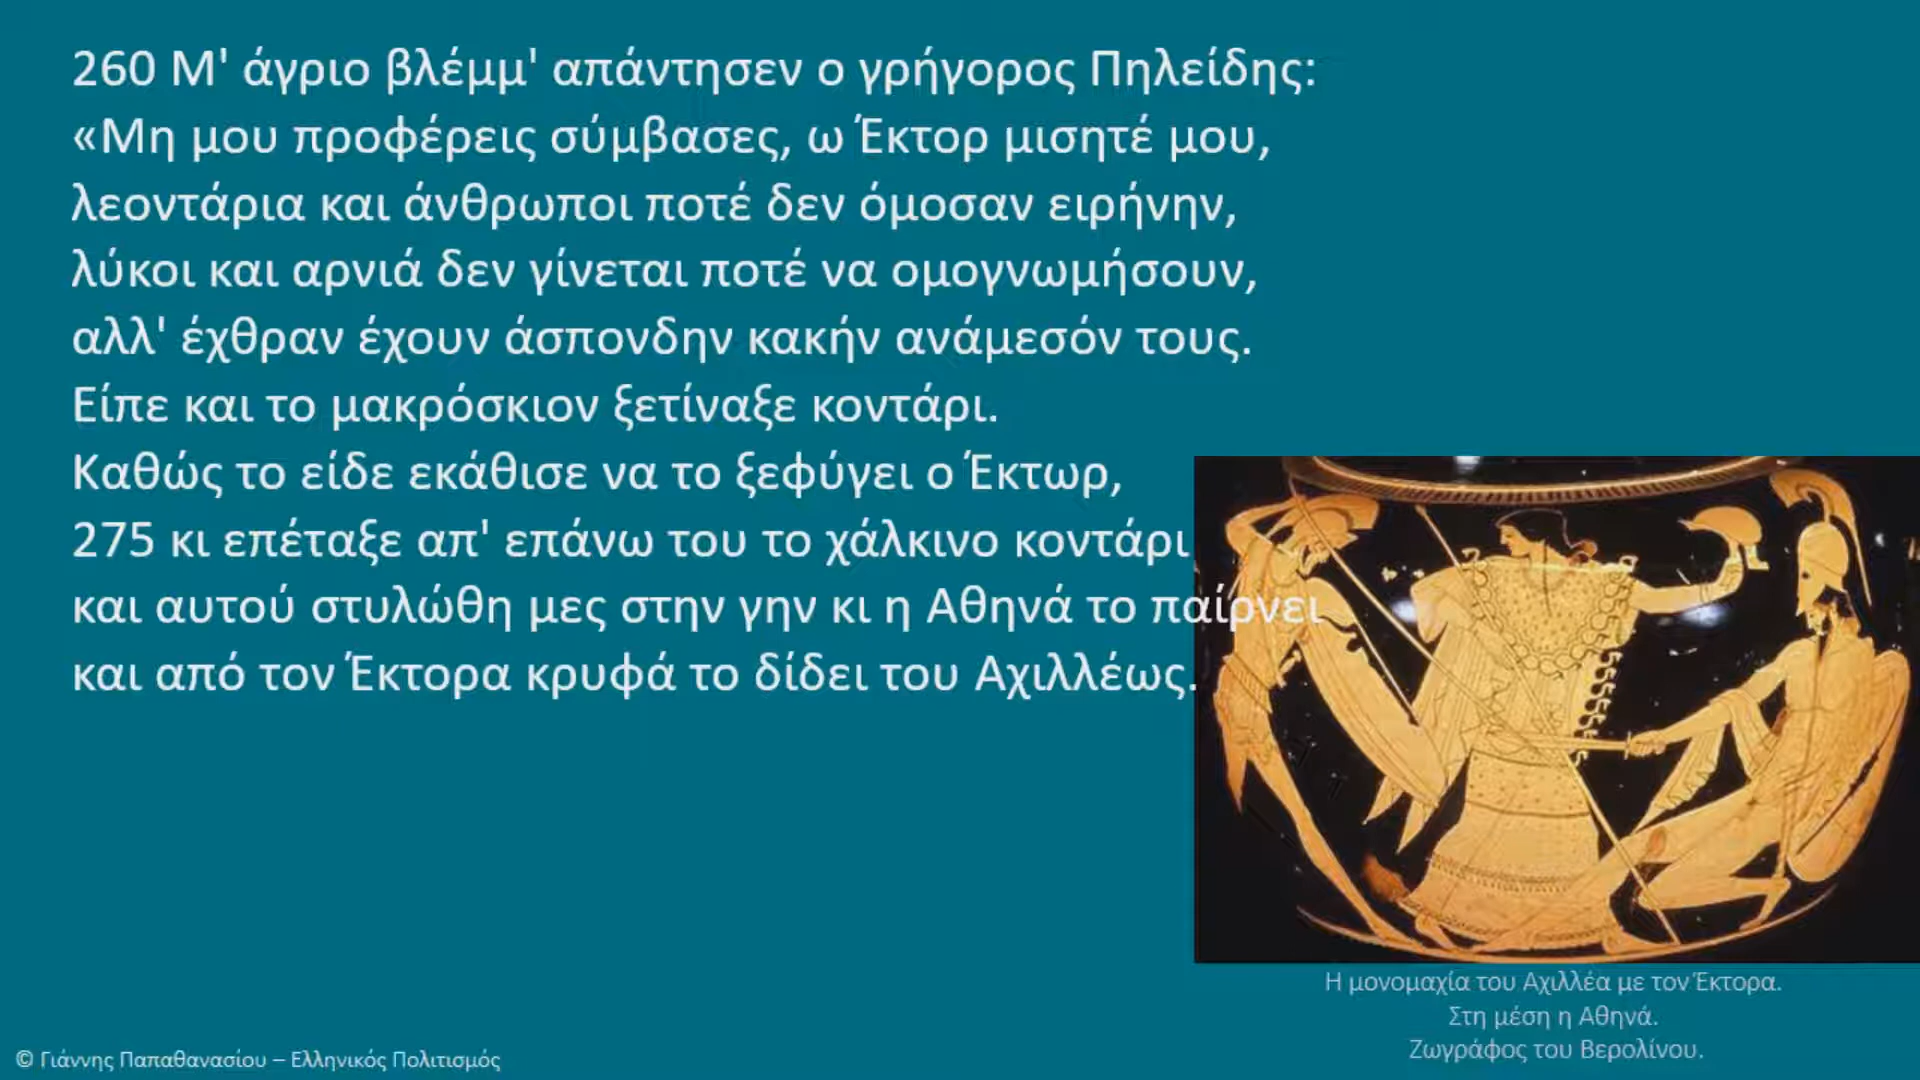 260 Μ' άγριο βλέμμ' απάντησεν ο γρήγορος Πηλείδης:
«Μη μου προφέρεις σύμβασες, ω Έκτορ μισητέ μου,
λεοντάρια και άνθρωποι ποτέ δεν όμοσαν ειρήνην,
λύκοι και αρνιά δεν γίνεται ποτέ να ομογνωμήσουν,
αλλ' έχθραν έχουν άσπονδην κακήν ανάμεσόν τους.
Είπε και το μακρόσκιον ξετίναξε κοντάρι.
Καθώς το είδε εκάθισε να το ξεφύγει ο Έκτωρ,
275 κι επέταξε απ' επάνω του το χάλκινο κοντάρι
και αυτού στυλώθη μες στην γην κι η Αθηνά το παίρνει
και από τον Έκτορα κρυφά το δίδει του Αχιλλέως.
Η μονομαχία του Αχιλλέα με τον Έκτορα.
Στη μέση η Αθηνά.
Ζωγράφος του Βερολίνου.
© Γιάννης Παπαθανασίου – Ελληνικός Πολιτισμός